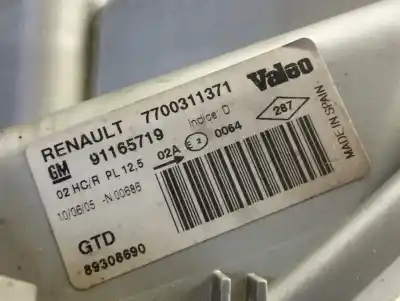 RENAULT 7700311371 Valeo
GM 91165719 Indice: D 287
02 HC/R PL 12,5 02A E2 0064
10/06/05 -N.00686
MADE IN SPAIN
GTD
89308690